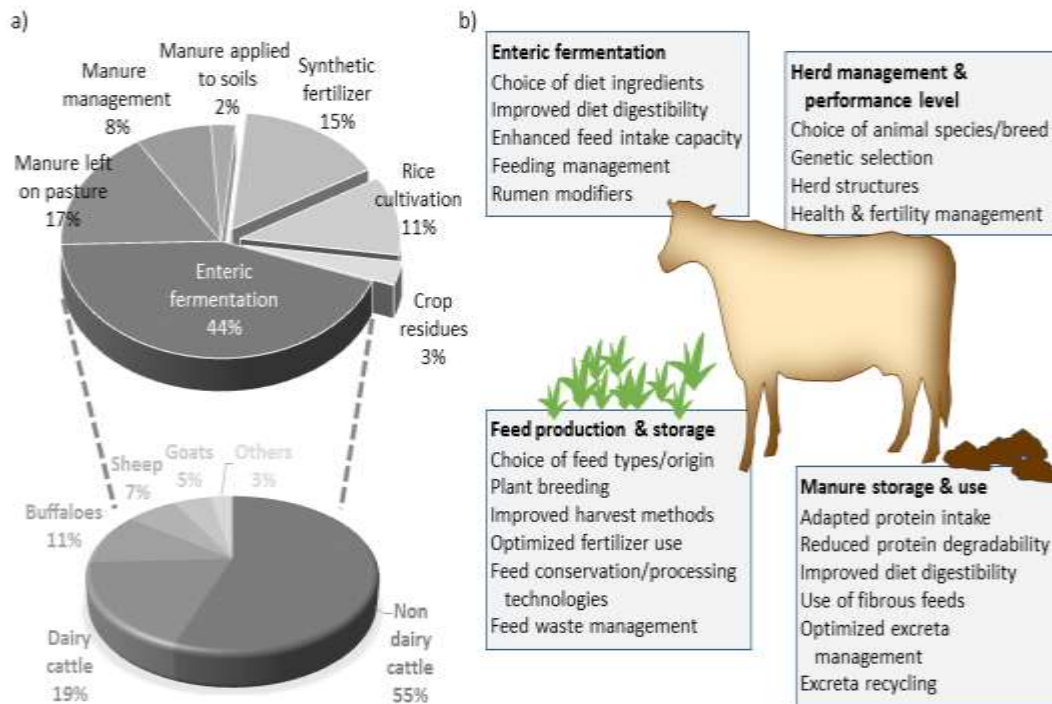 a)
Manure applied
to soils
2%
Synthetic
fertilizer
15%
Manure
management
8%
Rice
cultivation
11%
Manure left
on pasture
17%
Enteric
fermentation
44%
Crop
residues
3%
Goats
5%
Others
3%
Sheep
7%
Buffaloes
11%
Dairy
cattle
19%
Non
dairy
cattle
55%
b)
Enteric fermentation
Choice of diet ingredients
Improved diet digestibility
Enhanced feed intake capacity
Feeding management
Rumen modifiers
Herd management &
performance level
Choice of animal species/breed
Genetic selection
Herd structures
Health & fertility management
Feed production & storage
Choice of feed types/origin
Plant breeding
Improved harvest methods
Optimized fertilizer use
Feed conservation/processing
technologies
Feed waste management
Manure storage & use
Adapted protein intake
Reduced protein degradability
Improved diet digestibility
Use of fibrous feeds
Optimized excreta
management
Excreta recycling